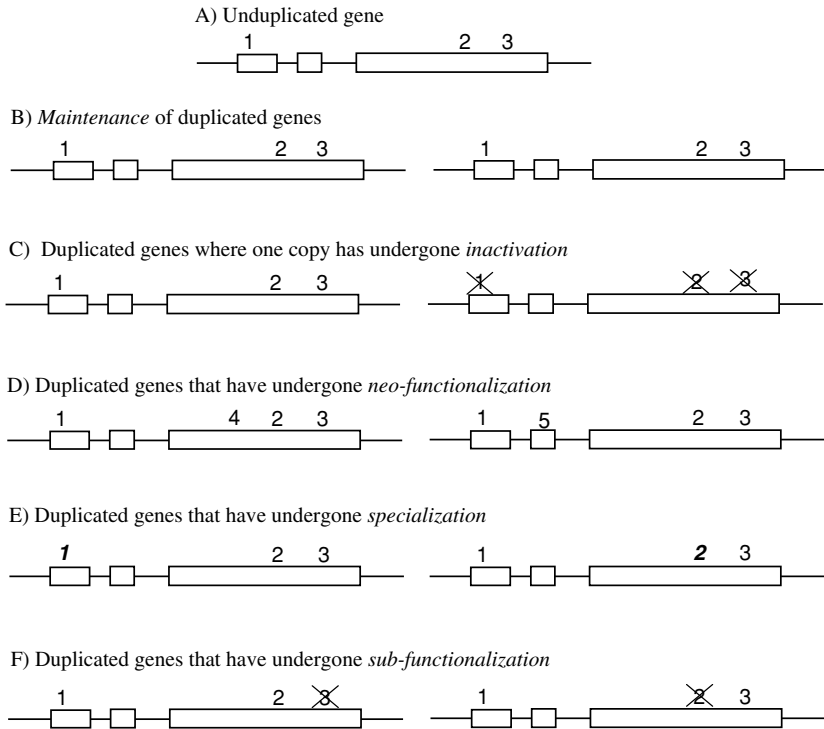 A) Unduplicated gene
1 2 3
B) Maintenance of duplicated genes
1 2 3 1 2 3
C) Duplicated genes where one copy has undergone inactivation
1 2 3 1 2 3
D) Duplicated genes that have undergone neo-functionalization
1 4 2 3 1 5 2 3
E) Duplicated genes that have undergone specialization
1 2 3 1 2 3
F) Duplicated genes that have undergone sub-functionalization
1 2 3 1 2 3